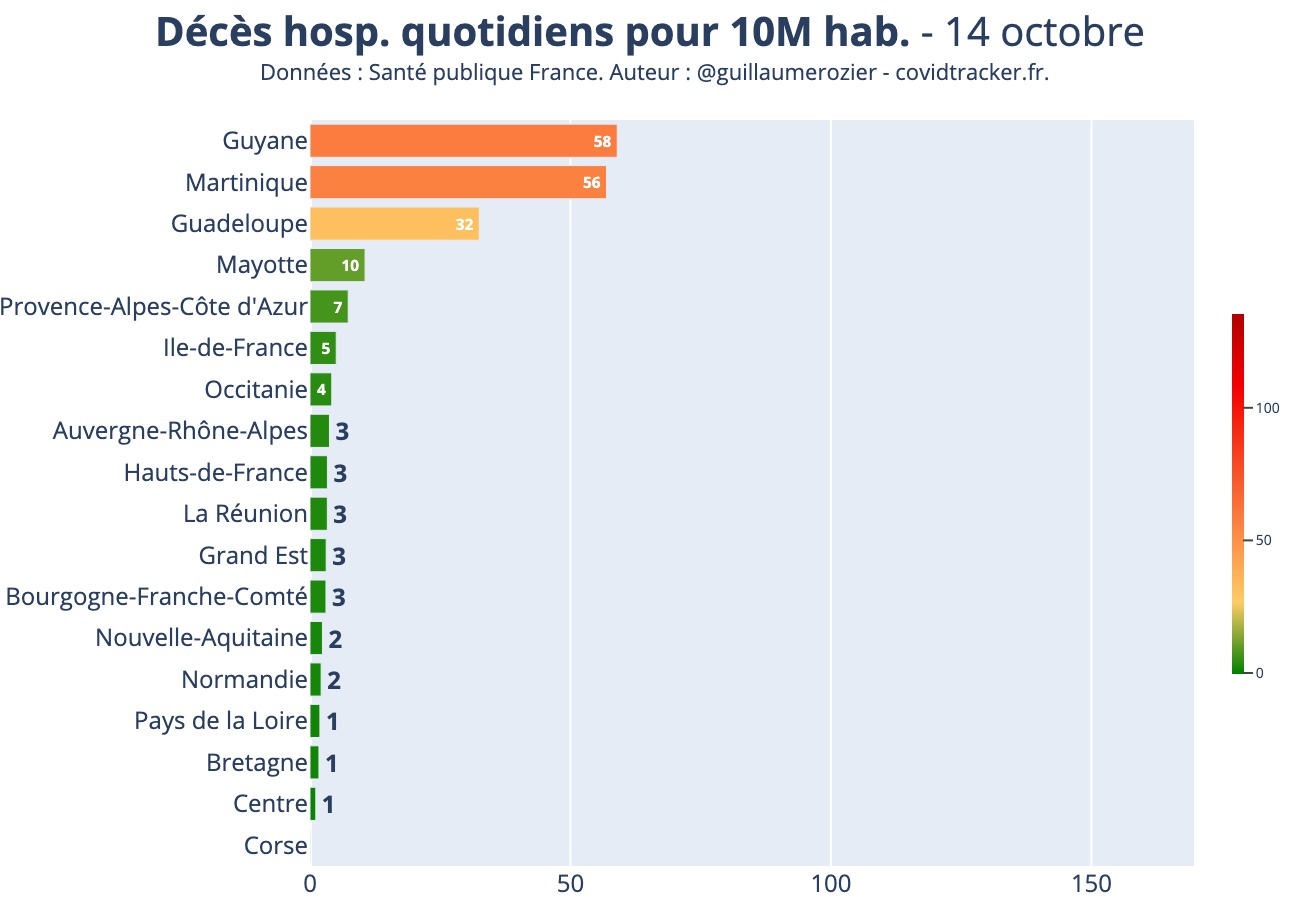 Décès hosp. quotidiens pour 10M hab. - 14 octobre
Données : Santé publique France. Auteur : @guillaumerozier - covidtracker.fr.
Guyane 58
Martinique 56
Guadeloupe 32
Mayotte 10
Provence-Alpes-Côte d'Azur 7
Ile-de-France 5
Occitanie 4
Auvergne-Rhône-Alpes 3
Hauts-de-France 3
La Réunion 3
Grand Est 3
Bourgogne-Franche-Comté 3
Nouvelle-Aquitaine 2
Normandie 2
Pays de la Loire 1
Bretagne 1
Centre 1
Corse
0 50 100 150
100
50
0